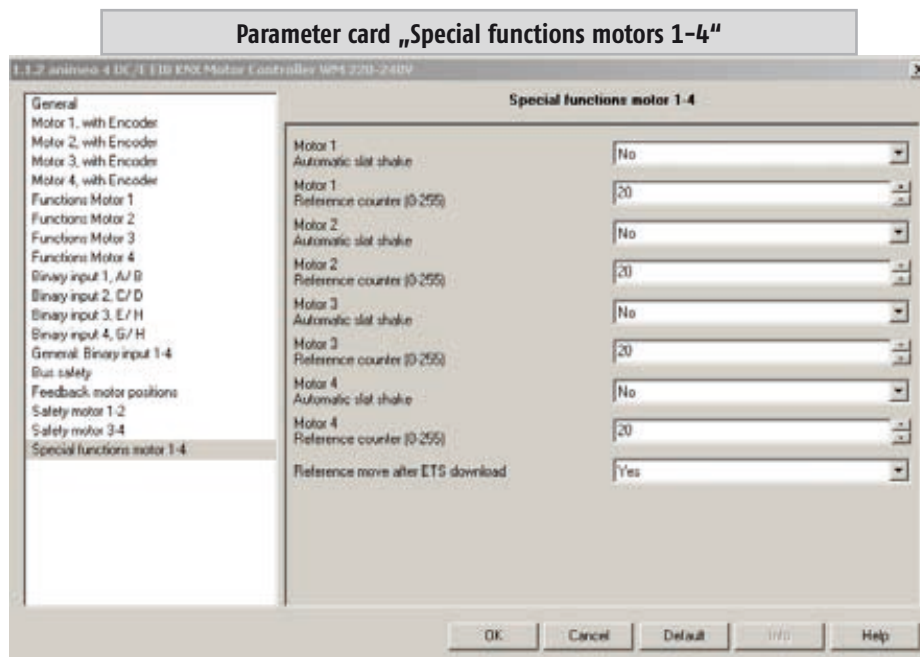 Parameter card „Special functions motors 1–4“
1.1.2 animeo 4 DC/E EIB KNX Motor Controller WM 220-240V
General
Motor 1, with Encoder
Motor 2, with Encoder
Motor 3, with Encoder
Motor 4, with Encoder
Functions Motor 1
Functions Motor 2
Functions Motor 3
Functions Motor 4
Binary input 1, A/ B
Binary input 2, C/ D
Binary input 3, E/ H
Binary input 4, G/ H
General: Binary input 1-4
Bus safety
Feedback motor positions
Safety motor 1-2
Safety motor 3-4
Special functions motor 1-4
Special functions motor 1-4
Motor 1
Automatic slat shake
No
Motor 1
Reference counter (0-255)
20
Motor 2
Automatic slat shake
No
Motor 2
Reference counter (0-255)
20
Motor 3
Automatic slat shake
No
Motor 3
Reference counter (0-255)
20
Motor 4
Automatic slat shake
No
Motor 4
Reference counter (0-255)
20
Reference move after ETS download
Yes
OK
Cancel
Default
Info
Help